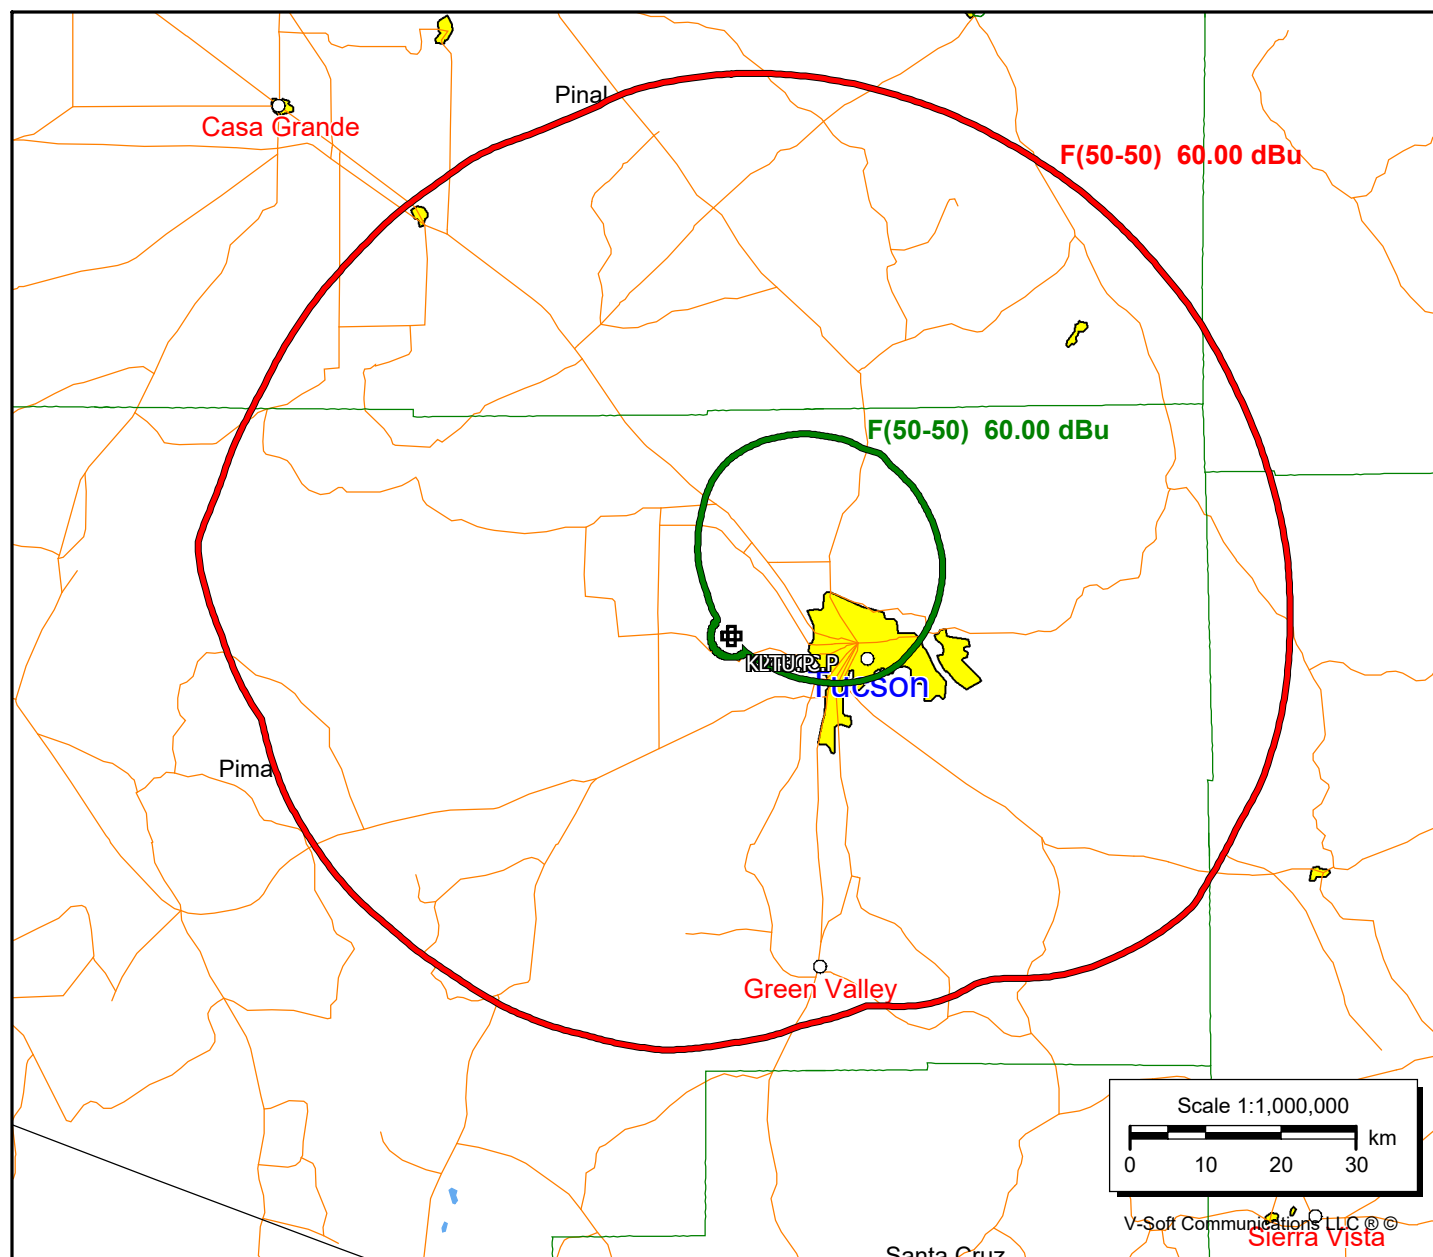 Pinal
Casa Grande
F(50-50) 60.00 dBu
F(50-50) 60.00 dBu
Tucson
Pima
Green Valley
Scale 1:1,000,000
km
0 10 20 30
V-Soft Communications LLC ® ©
Sierra Vista
Santa Cruz